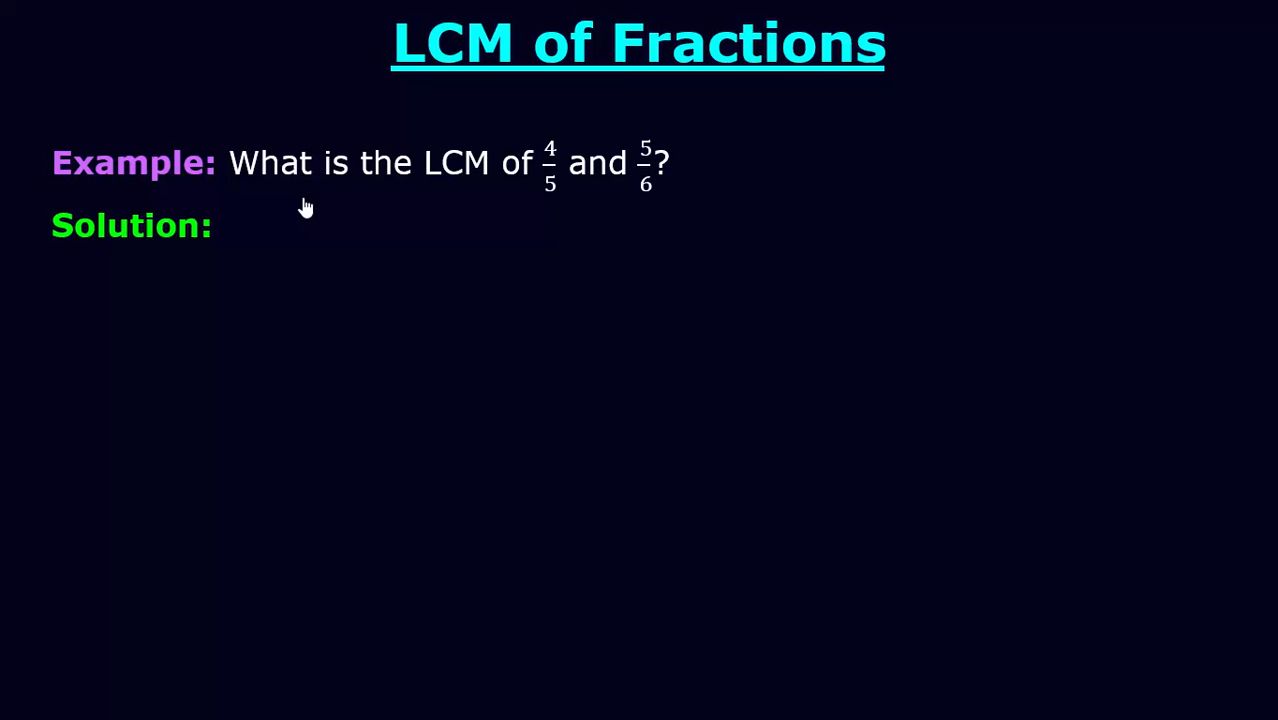 LCM of Fractions
Example: What is the LCM of 4/5 and 5/6?
Solution: